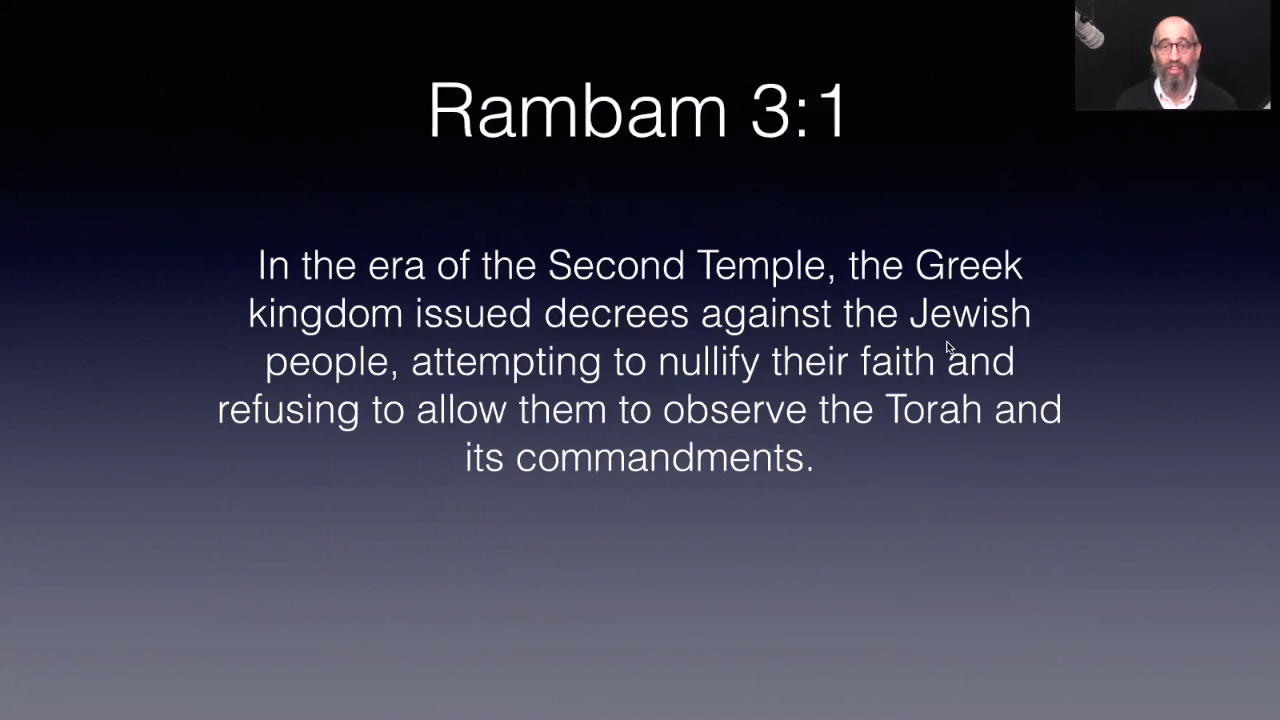 Rambam 3:1
In the era of the Second Temple, the Greek
kingdom issued decrees against the Jewish
people, attempting to nullify their faith and
refusing to allow them to observe the Torah and
its commandments.